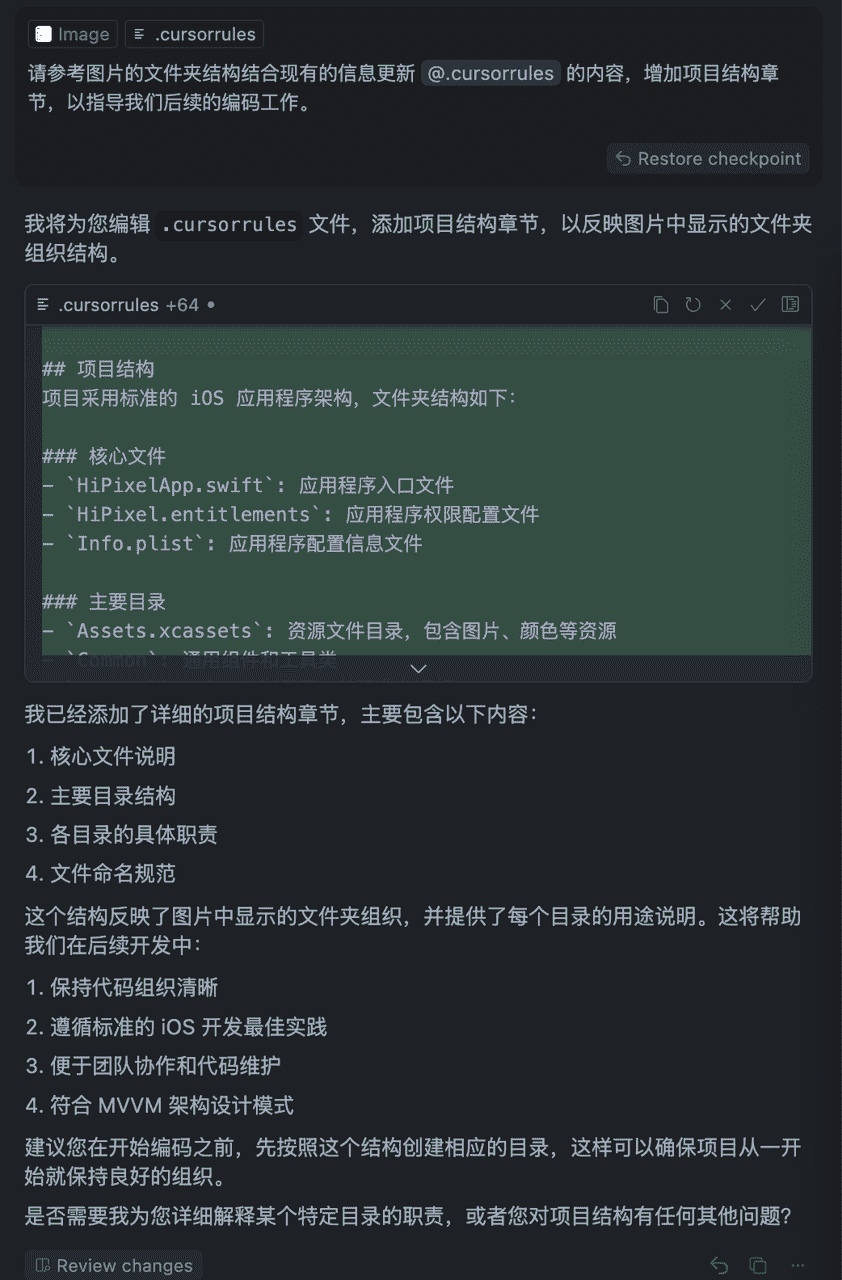 Image
.cursorrules
请参考图片的文件夹结构结合现有的信息更新 @.cursorrules 的内容，增加项目结构章
节，以指导我们后续的编码工作。
Restore checkpoint
我将为您编辑 .cursorrules 文件，添加项目结构章节，以反映图片中显示的文件夹
组织结构。
.cursorrules +64 •
## 项目结构
项目采用标准的 iOS 应用程序架构，文件夹结构如下：
### 核心文件
- `HiPixelApp.swift`: 应用程序入口文件
- `HiPixel.entitlements`: 应用程序权限配置文件
- `Info.plist`: 应用程序配置信息文件
### 主要目录
- `Assets.xcassets`: 资源文件目录，包含图片、颜色等资源
- `Common`: 通用组件和工具类
我已经添加了详细的项目结构章节，主要包含以下内容：
1. 核心文件说明
2. 主要目录结构
3. 各目录的具体职责
4. 文件命名规范
这个结构反映了图片中显示的文件夹组织，并提供了每个目录的用途说明。这将帮助
我们在后续开发中：
1. 保持代码组织清晰
2. 遵循标准的 iOS 开发最佳实践
3. 便于团队协作和代码维护
4. 符合 MVVM 架构设计模式
建议您在开始编码之前，先按照这个结构创建相应的目录，这样可以确保项目从一开
始就保持良好的组织。
是否需要我为您详细解释某个特定目录的职责，或者您对项目结构有任何其他问题？
Review changes